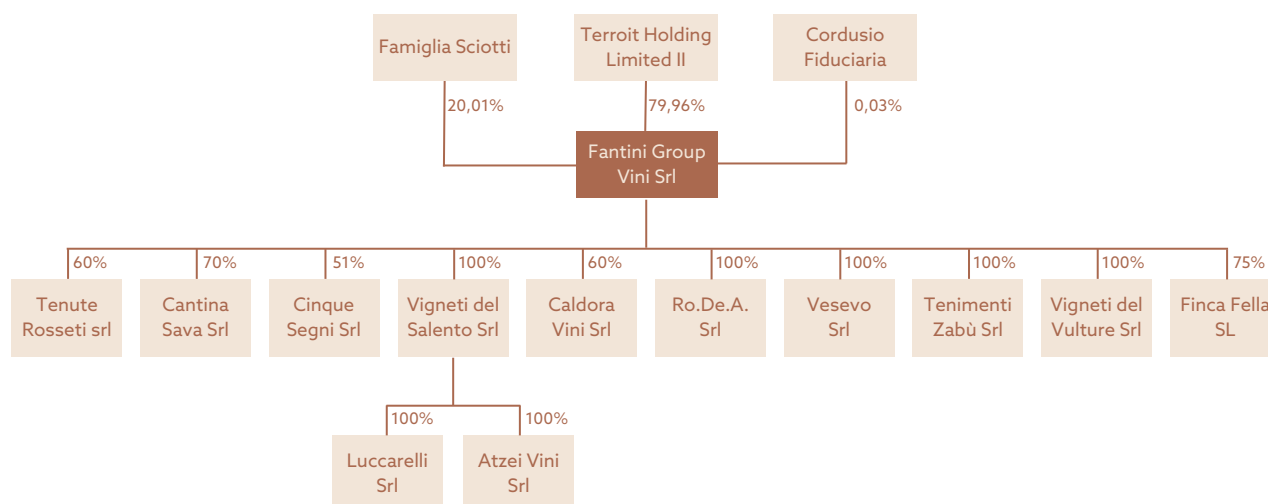 Famiglia Sciotti
Terroit Holding
Limited II
Cordusio
Fiduciaria
20,01%
79,96%
0,03%
Fantini Group
Vini Srl
60%
70%
51%
100%
60%
100%
100%
100%
100%
75%
Tenute
Rosseti srl
Cantina
Sava Srl
Cinque
Segni Srl
Vigneti del
Salento Srl
Caldora
Vini Srl
Ro.De.A.
Srl
Vesevo
Srl
Tenimenti
Zabù Srl
Vigneti del
Vulture Srl
Finca Fella
SL
100%
100%
Luccarelli
Srl
Atzei Vini
Srl